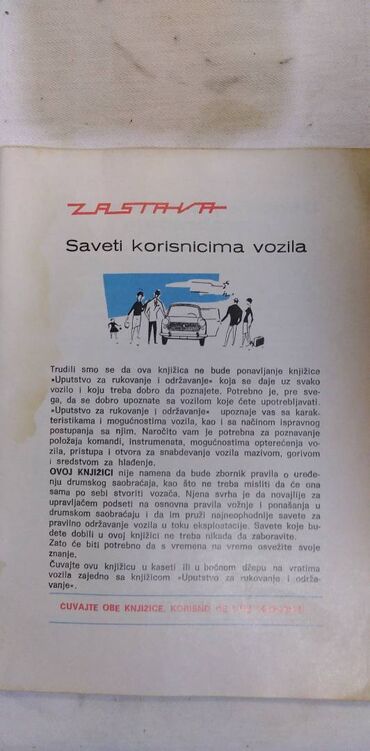 ZASTAVA
Saveti korisnicima vozila
Trudili smo se da ova knjižica ne bude ponavljanje knjižice
»Uputstvo za rukovanje i održavanje« koja se daje uz svako
vozilo i koju treba dobro da poznajete. Potrebno je, pre sve-
ga, da se dobro upoznate sa vozilom koje ćete upotrebljavati.
»Uputstvo za rukovanje i održavanje« upoznaje vas sa karak-
teristikama i mogućnostima vozila, kao i sa načinom ispravnog
postupanja sa njim. Naročito vam je potrebna za poznavanje
položaja komandi, instrumenata, mogućnostima opterećenja vo-
zila, pristupa i otvora za snabdevanje vozila mazivom, gorivom
i sredstvom za hlađenje.
OVOJ KNJIŽICI nije namena da bude zbornik pravila o uređe-
nju drumskog saobraćaja, kao što ne treba misliti da će ona
sama po sebi stvoriti vozača. Njena svrha je da novajlije za
upravljačem podseti na osnovna pravila vožnje i ponašanja u
drumskom saobraćaju i da im pruži najneophodnije savete za
pravilno održavanje vozila u toku eksploatacije. Savete koje bu-
dete dobili u ovoj knjižici ne treba nikada da zaboravite.
Zato će biti potrebno da s vremena na vreme osvežite svoje
znanje.
Čuvajte ovu knjižicu u kaseti ili u bočnom džepu na vratima
vozila zajedno sa knjižicom »Uputstvo za rukovanje i održa-
vanje«.
ČUVAJTE OBE KNJIŽICE, KORISNO